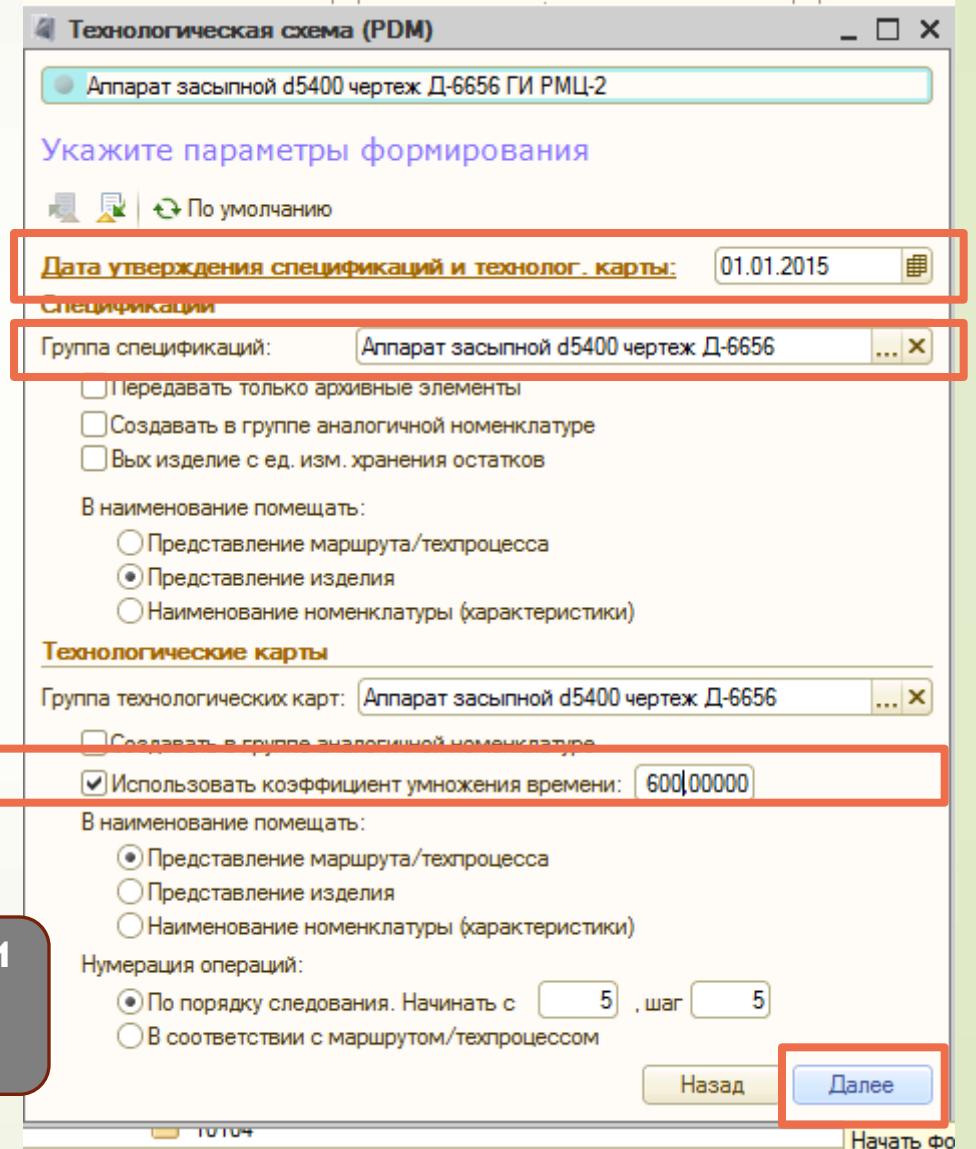 Технологическая схема (PDM)
Аппарат засыпной d5400 чертеж Д-6656 ГИ РМЦ-2
Укажите параметры формирования
По умолчанию
Дата утверждения спецификаций и технолог. карты: 01.01.2015
Спецификации
Группа спецификаций: Аппарат засыпной d5400 чертеж Д-6656 ...
Передавать только архивные элементы
Создавать в группе аналогичной номенклатуре
Вых изделие с ед. изм. хранения остатков
В наименование помещать:
Представление маршрута/техпроцесса
Представление изделия
Наименование номенклатуры (характеристики)
Технологические карты
Группа технологических карт: Аппарат засыпной d5400 чертеж Д-6656 ...
Создавать в группе аналогичной номенклатуре
Использовать коэффициент умножения времени: 600,00000
В наименование помещать:
Представление маршрута/техпроцесса
Представление изделия
Наименование номенклатуры (характеристики)
Нумерация операций:
По порядку следования. Начинать с 5 , шаг 5
В соответствии с маршрутом/техпроцессом
Назад Далее
10104
Начать фо